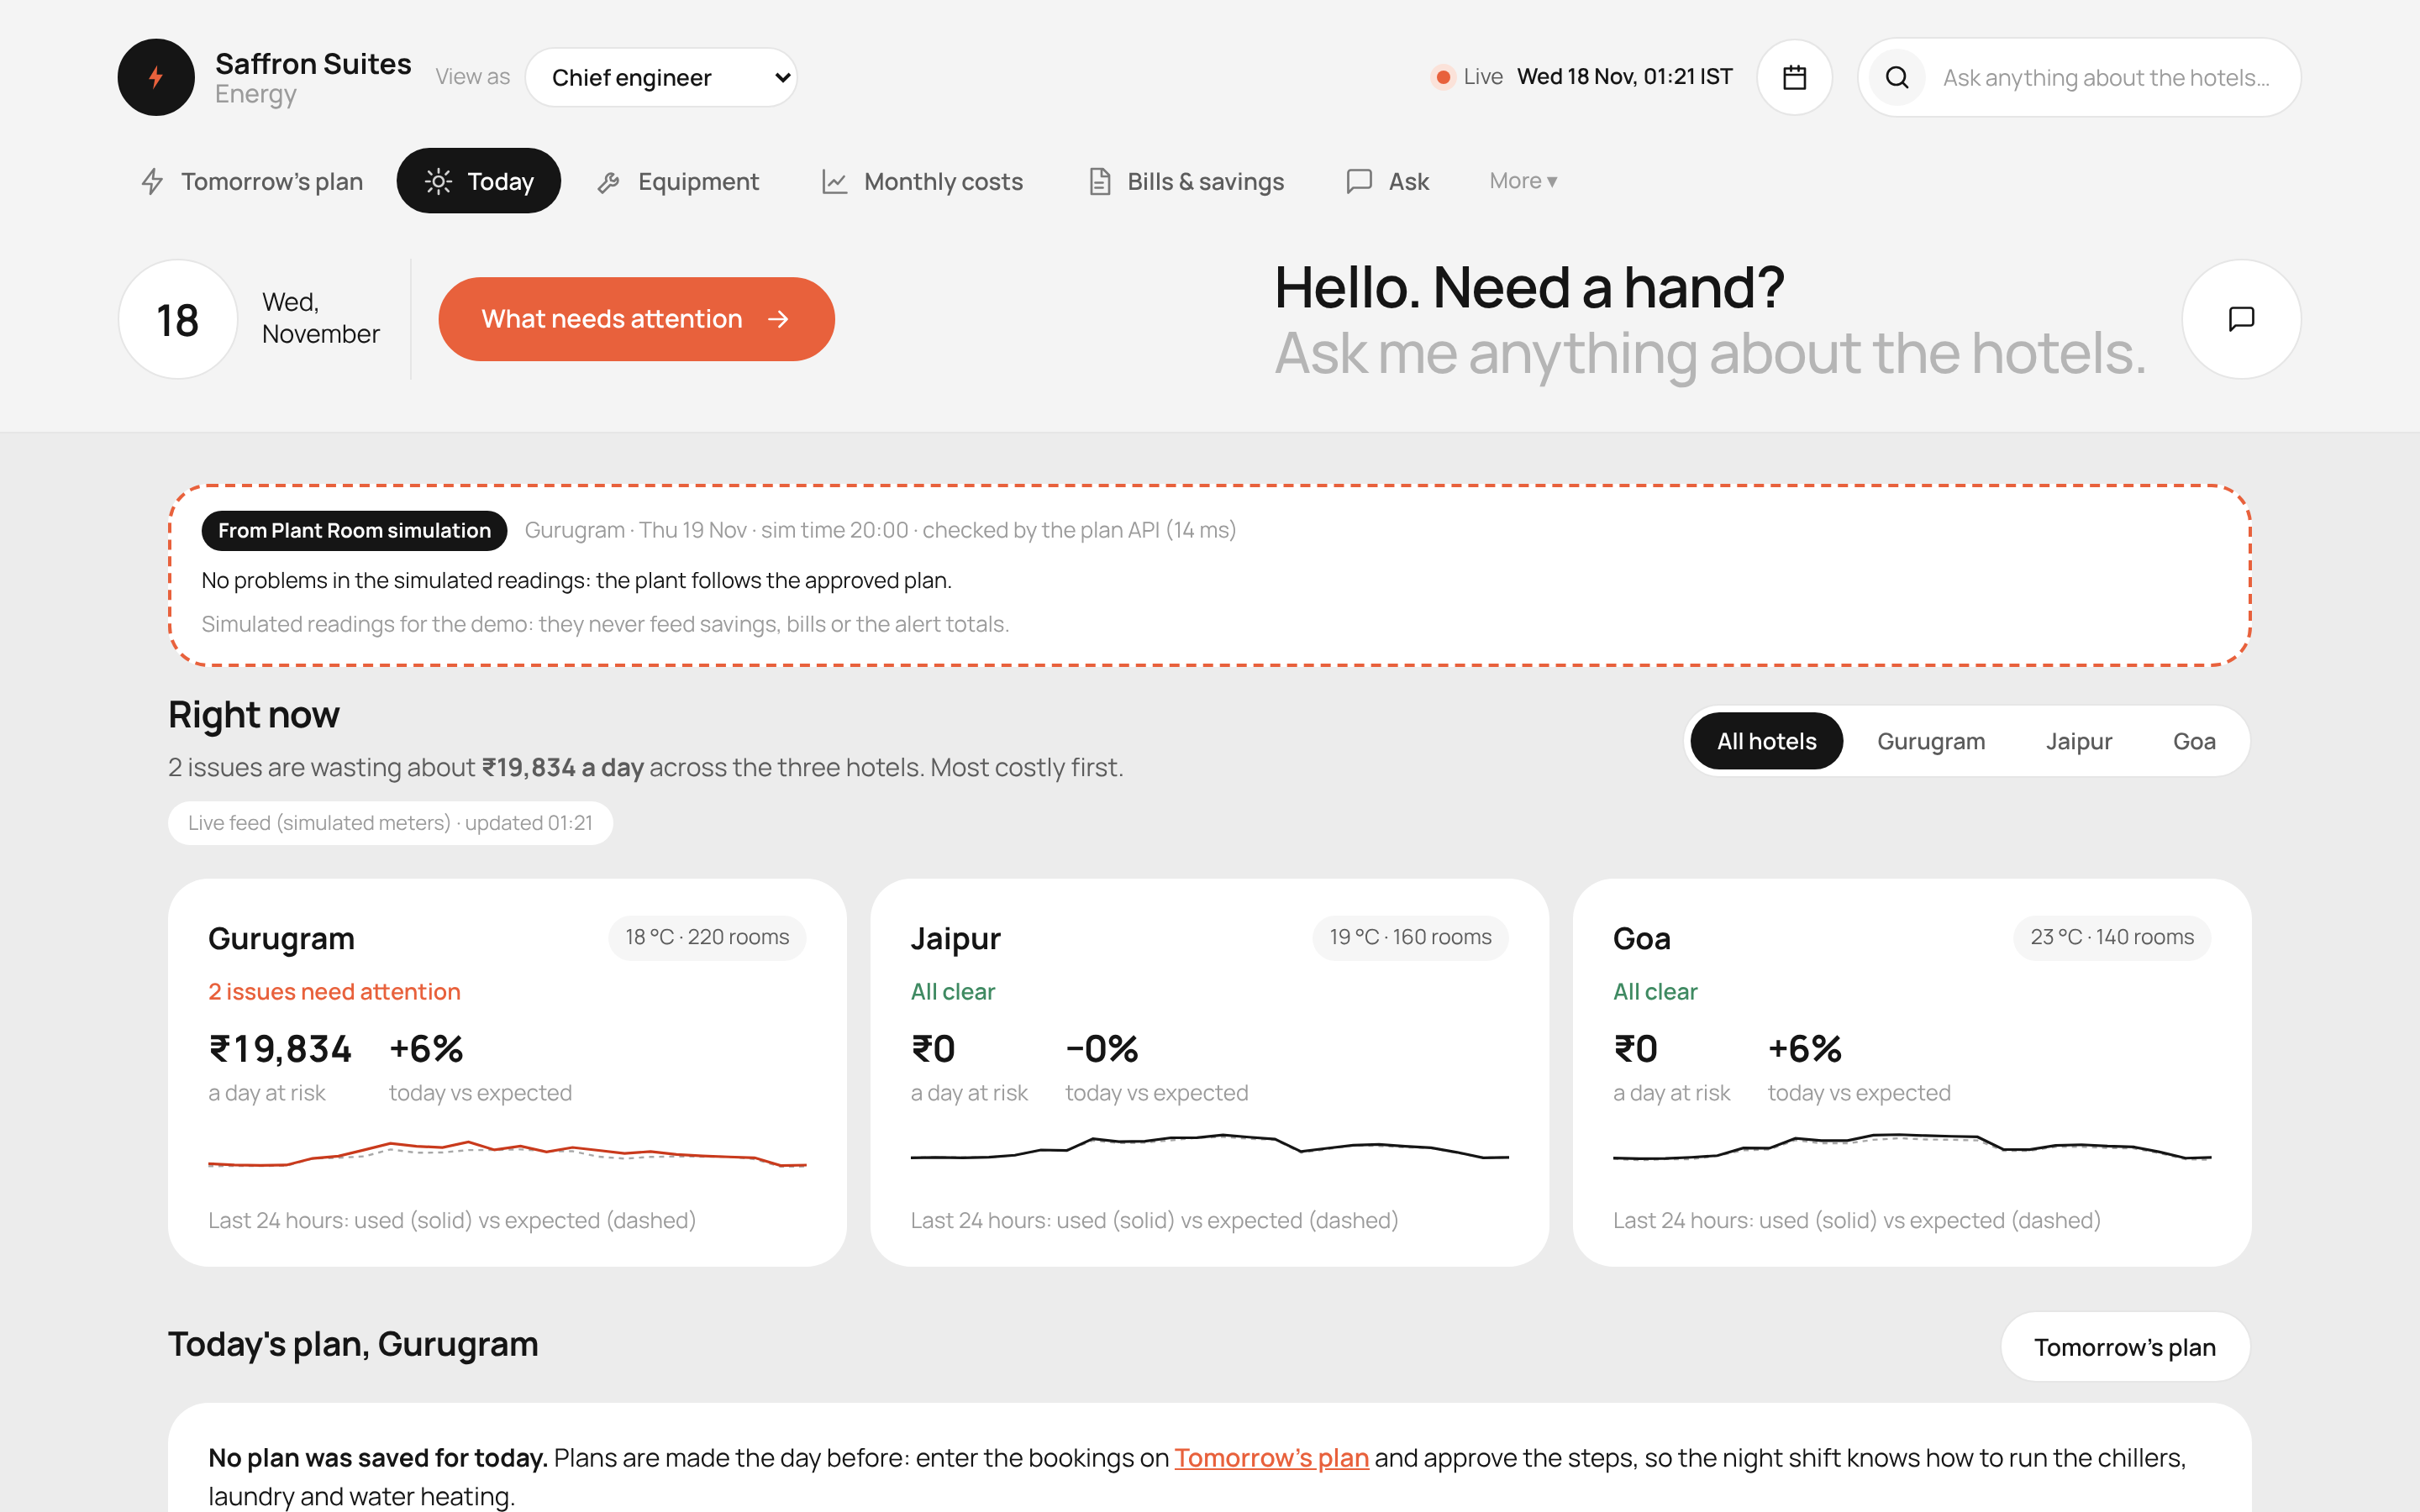 Saffron Suites
Energy
View as
Chief engineer
Live Wed 18 Nov, 01:21 IST
Ask anything about the hotels...
Tomorrow's plan
Today
Equipment
Monthly costs
Bills & savings
Ask
More ▾
18
Wed,
November
What needs attention →
Hello. Need a hand?
Ask me anything about the hotels.
From Plant Room simulation
Gurugram · Thu 19 Nov · sim time 20:00 · checked by the plan API (14 ms)
No problems in the simulated readings: the plant follows the approved plan.
Simulated readings for the demo: they never feed savings, bills or the alert totals.
Right now
2 issues are wasting about ₹19,834 a day across the three hotels. Most costly first.
All hotels
Gurugram
Jaipur
Goa
Live feed (simulated meters) · updated 01:21
Gurugram
18 °C · 220 rooms
2 issues need attention
₹19,834
+6%
a day at risk
today vs expected
Last 24 hours: used (solid) vs expected (dashed)
Jaipur
19 °C · 160 rooms
All clear
₹0
−0%
a day at risk
today vs expected
Last 24 hours: used (solid) vs expected (dashed)
Goa
23 °C · 140 rooms
All clear
₹0
+6%
a day at risk
today vs expected
Last 24 hours: used (solid) vs expected (dashed)
Today's plan, Gurugram
Tomorrow's plan
No plan was saved for today. Plans are made the day before: enter the bookings on Tomorrow's plan and approve the steps, so the night shift knows how to run the chillers,
laundry and water heating.